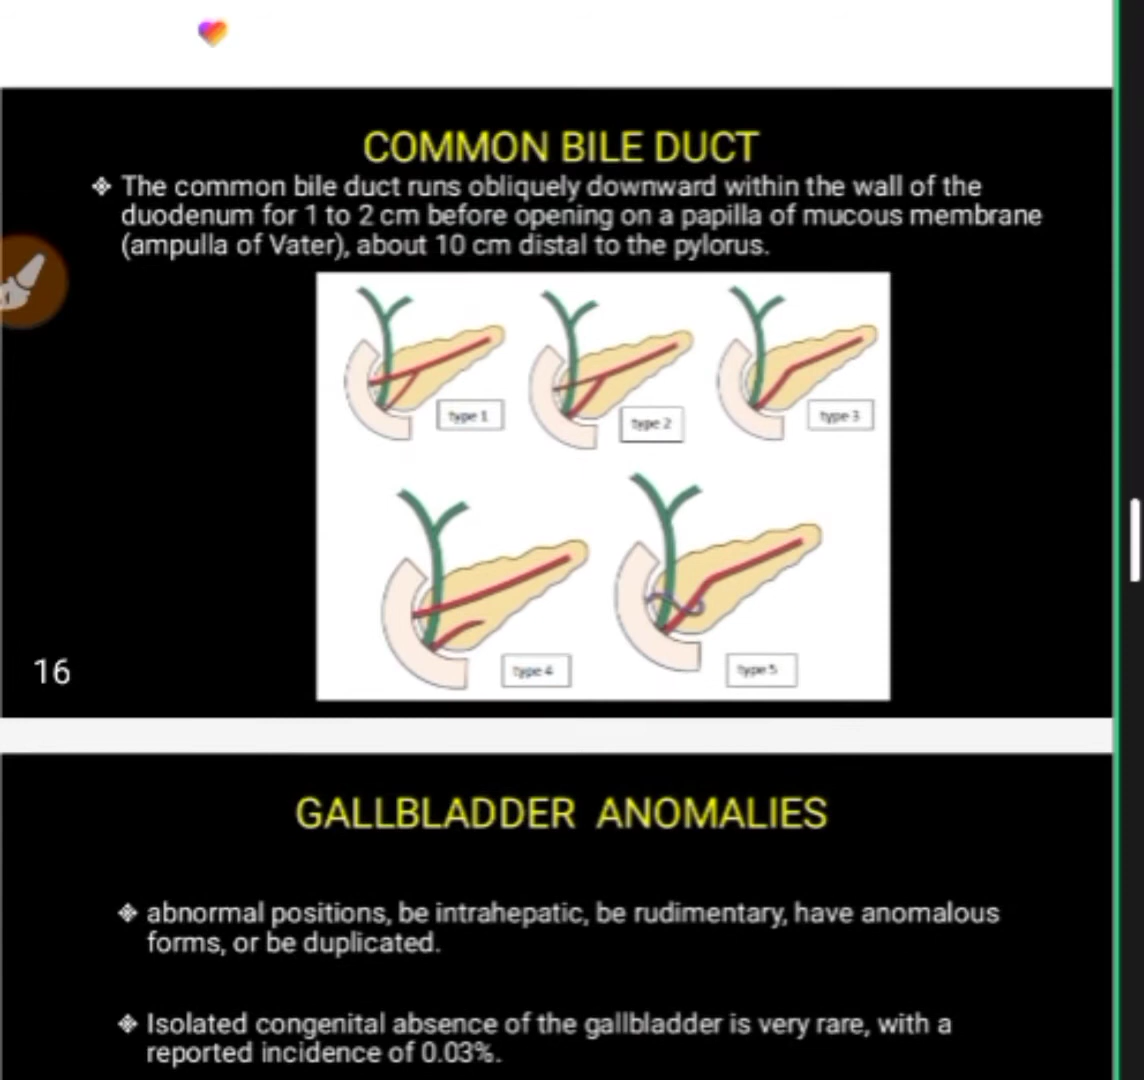 COMMON BILE DUCT
❖ The common bile duct runs obliquely downward within the wall of the
duodenum for 1 to 2 cm before opening on a papilla of mucous membrane
(ampulla of Vater), about 10 cm distal to the pylorus.
type 1
type 2
type 3
type 4
type 5
16
GALLBLADDER ANOMALIES
❖ abnormal positions, be intrahepatic, be rudimentary, have anomalous
forms, or be duplicated.
❖ Isolated congenital absence of the gallbladder is very rare, with a
reported incidence of 0.03%.